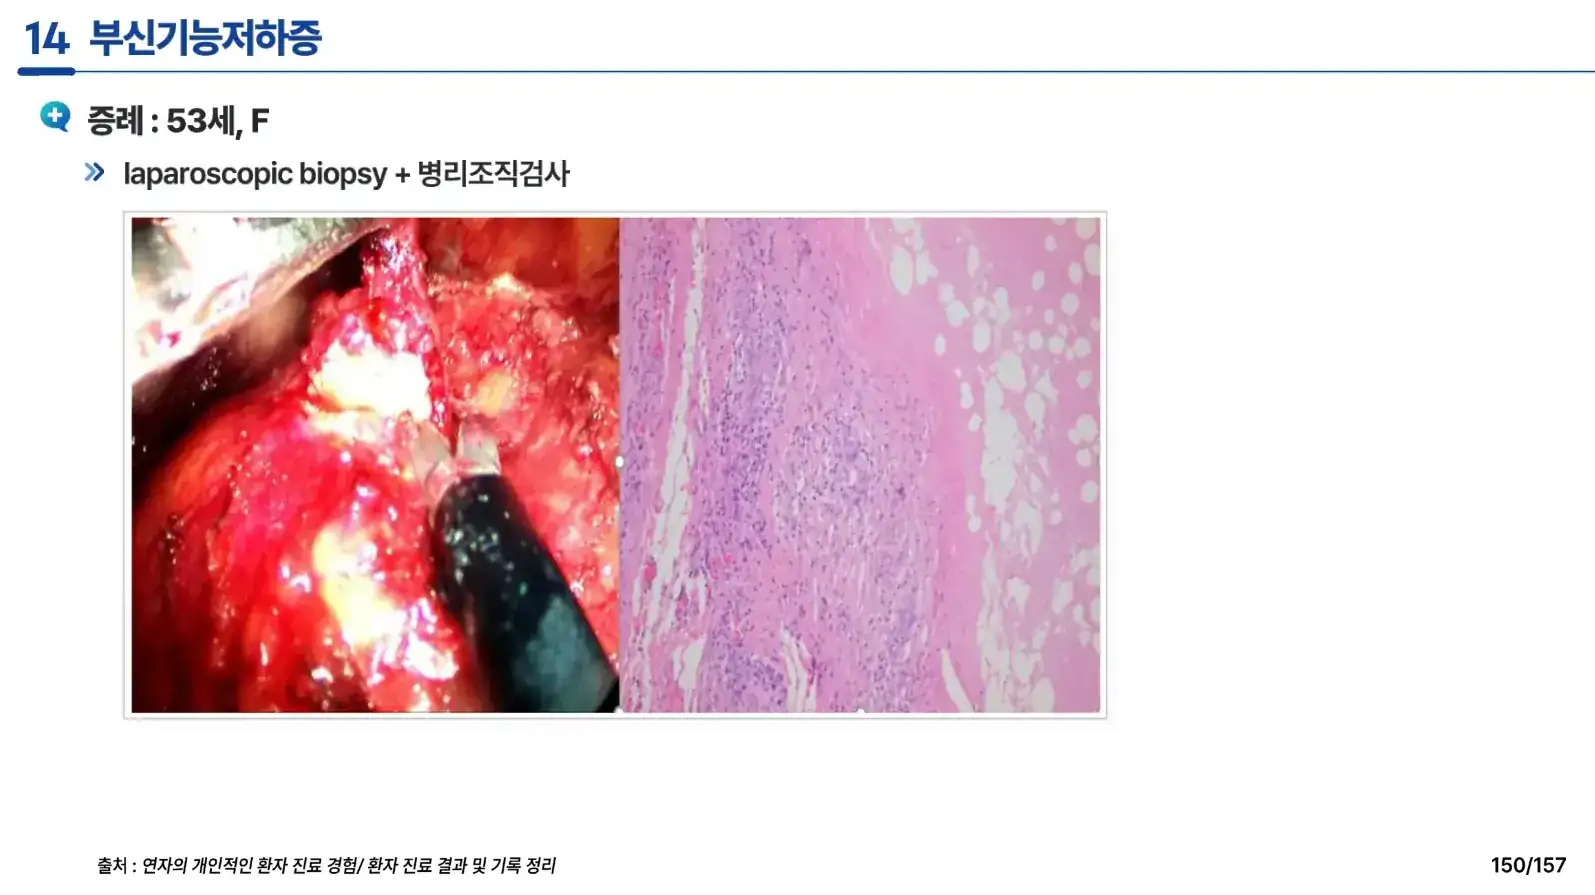 14 부신기능저하증
증례 : 53세, F
laparoscopic biopsy + 병리조직검사
출처 : 연자의 개인적인 환자 진료 경험/ 환자 진료 결과 및 기록 정리
150/157